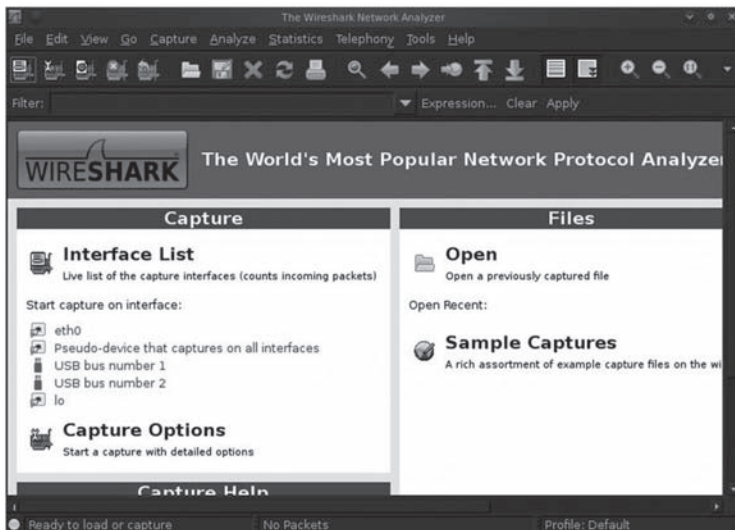 The Wireshark Network Analyzer
File Edit View Go Capture Analyze Statistics Telephony Tools Help
Filter: Expression... Clear Apply
WIRESHARK
The World's Most Popular Network Protocol Analyzer
Capture
Interface List
Live list of the capture interfaces (counts incoming packets)
Start capture on interface:
eth0
Pseudo-device that captures on all interfaces
USB bus number 1
USB bus number 2
lo
Capture Options
Start a capture with detailed options
Capture Help
Files
Open
Open a previously captured file
Open Recent:
Sample Captures
A rich assortment of example capture files on the wi
Ready to load or capture No Packets Profile: Default